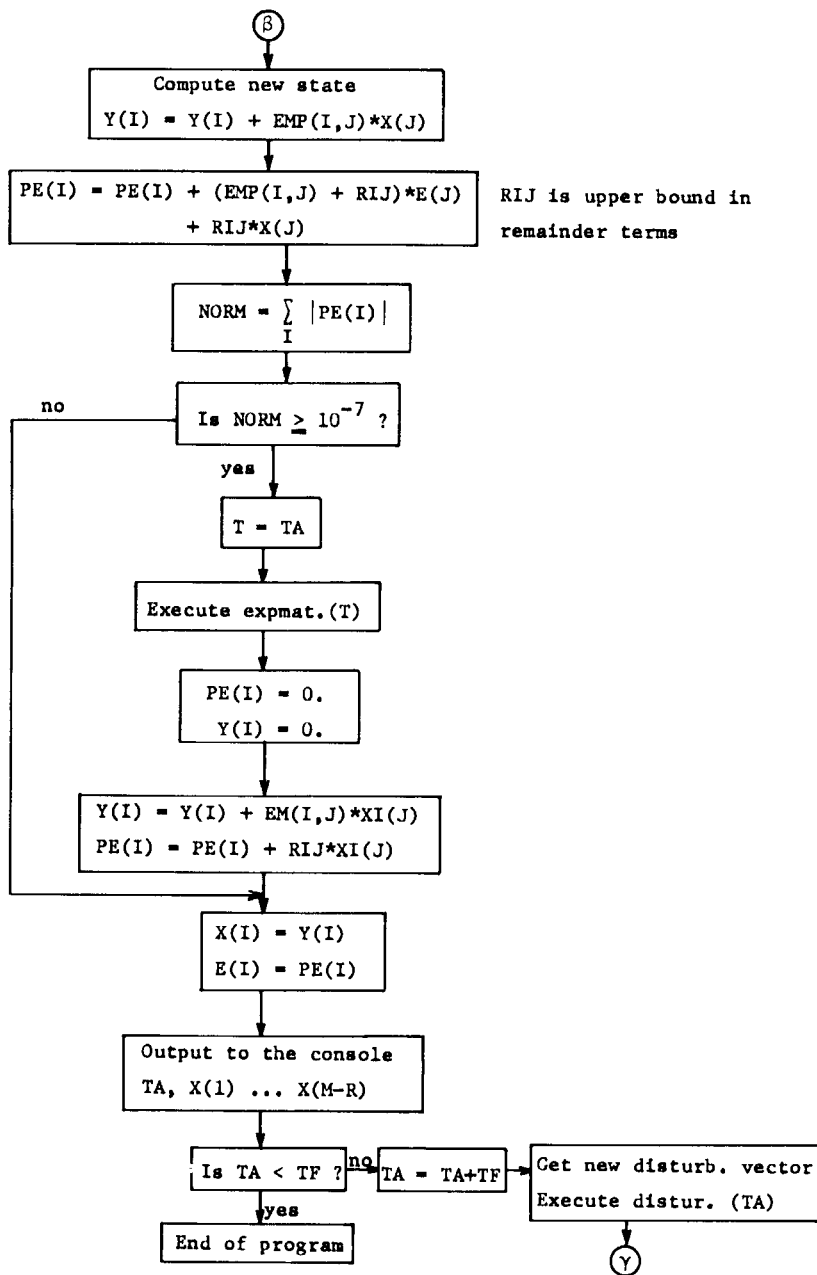 β
Compute new state
Y(I) = Y(I) + EMP(I,J)*X(J)
PE(I) = PE(I) + (EMP(I,J) + RIJ)*E(J)
+ RIJ*X(J)
RIJ is upper bound in
remainder terms
NORM = ∑ |PE(I)|
I
no
Is NORM ≥ 10⁻⁷ ?
yes
T = TA
Execute expmat.(T)
PE(I) = 0.
Y(I) = 0.
Y(I) = Y(I) + EM(I,J)*XI(J)
PE(I) = PE(I) + RIJ*XI(J)
X(I) = Y(I)
E(I) = PE(I)
Output to the console
TA, X(1) ... X(M-R)
Is TA < TF ?
no
TA = TA+TF
Get new disturb. vector
Execute distur. (TA)
yes
End of program
γ